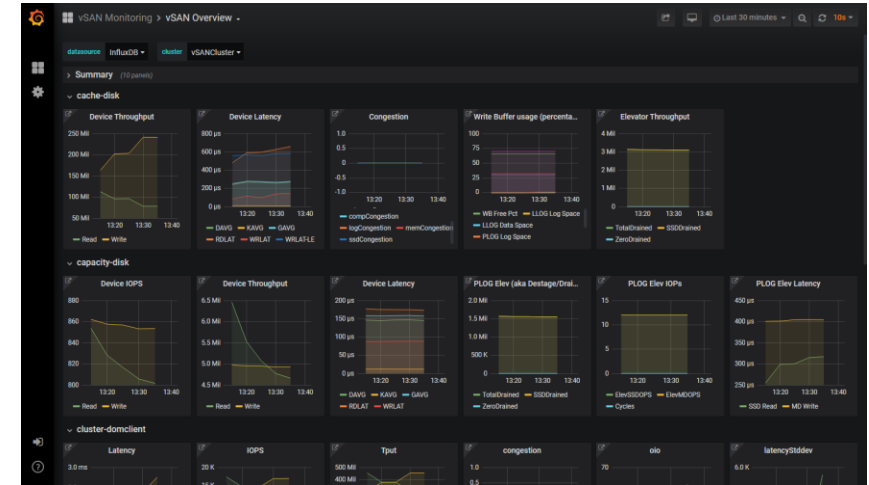 vSAN Monitoring > vSAN Overview
Last 30 minutes
10s
datasource InfluxDB cluster vSANCluster
Summary (10 panels)
cache-disk
Device Throughput
250 Mil
200 Mil
150 Mil
100 Mil
50 Mil
13:20 13:30 13:40
Read Write
Device Latency
800 µs
600 µs
400 µs
200 µs
0 µs
13:20 13:30 13:40
DAVG KAVG GAVG
RDLAT WRLAT WRLAT-LE
Congestion
1.0
0.5
0
-0.5
-1.0
13:20 13:30 13:40
compCongestion
logCongestion memCongestion
ssdCongestion
Write Buffer usage (percenta...
100
75
50
25
0
13:20 13:30 13:40
WB Free Pct LLOG Log Space
LLOG Data Space
PLOG Log Space
Elevator Throughput
4 Mil
3 Mil
2 Mil
1 Mil
0
13:20 13:30 13:40
TotalDrained SSDDrained
ZeroDrained
capacity-disk
Device IOPS
880
860
840
820
800
13:20 13:30 13:40
Read Write
Device Throughput
6.5 Mil
6.0 Mil
5.5 Mil
5.0 Mil
4.5 Mil
13:20 13:30 13:40
Read Write
Device Latency
200 µs
150 µs
100 µs
50 µs
0 µs
13:20 13:30 13:40
DAVG KAVG GAVG
RDLAT WRLAT
PLOG Elev (aka Destage/Drai...
2.0 Mil
1.5 Mil
1.0 Mil
500 K
0
13:20 13:30 13:40
TotalDrained SSDDrained
ZeroDrained
PLOG Elev IOPs
15
10
5
0
13:20 13:30 13:40
ElevSSDOPS ElevMDOPS
Cycles
PLOG Elev Latency
450 µs
400 µs
350 µs
300 µs
250 µs
13:20 13:30 13:40
SSD Read MD Write
cluster-domclient
Latency
3.0 ms
IOPS
20 K
15 K
Tput
500 Mil
400 Mil
congestion
1.0
0.5
oio
70
latencyStddev
6.0 K